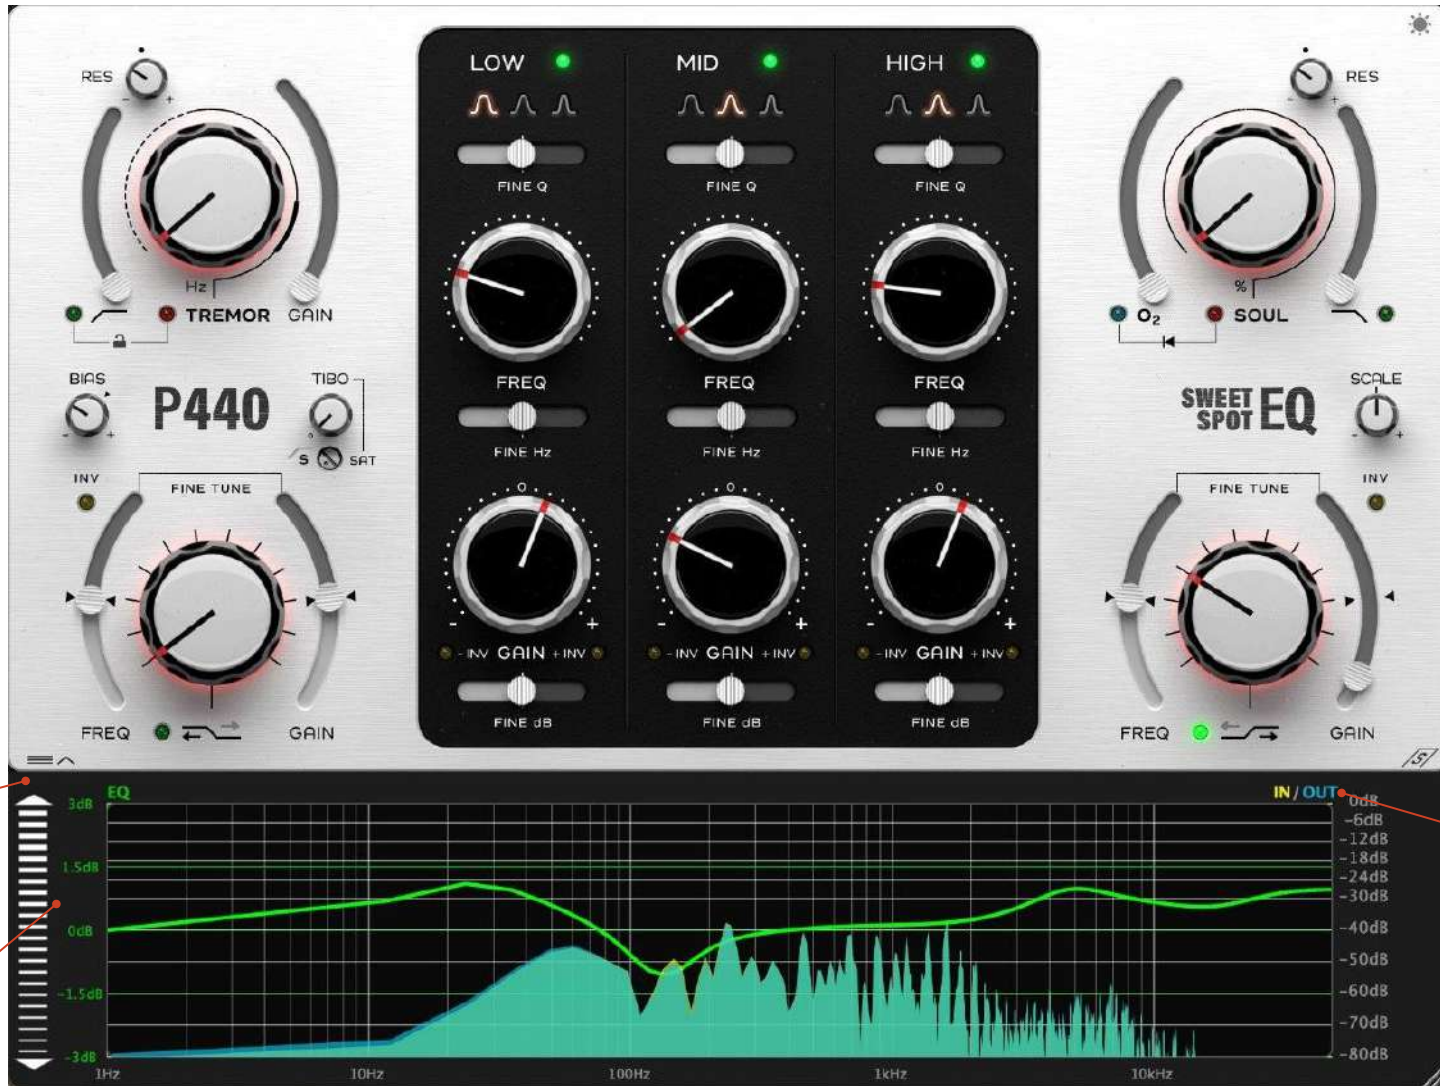 LOW
MID
HIGH
RES
RES
FINE Q
FINE Q
FINE Q
Hz
%
TREMOR
GAIN
O₂
SOUL
BIAS
- +
P440
TIBO
FREQ
FREQ
FREQ
SWEET
SPOT EQ
SCALE
- +
S SAT
FINE Hz
FINE Hz
FINE Hz
INV
FINE TUNE
FINE TUNE
INV
0
0
0
- +
- +
- +
- INV GAIN + INV
- INV GAIN + INV
- INV GAIN + INV
FINE dB
FINE dB
FINE dB
FREQ
GAIN
FREQ
GAIN
S
EQ
IN / OUT
3dB
1.5dB
0dB
-1.5dB
-3dB
0dB
-6dB
-12dB
-18dB
-24dB
-30dB
-40dB
-50dB
-60dB
-70dB
-80dB
1Hz
10Hz
100Hz
1kHz
10kHz